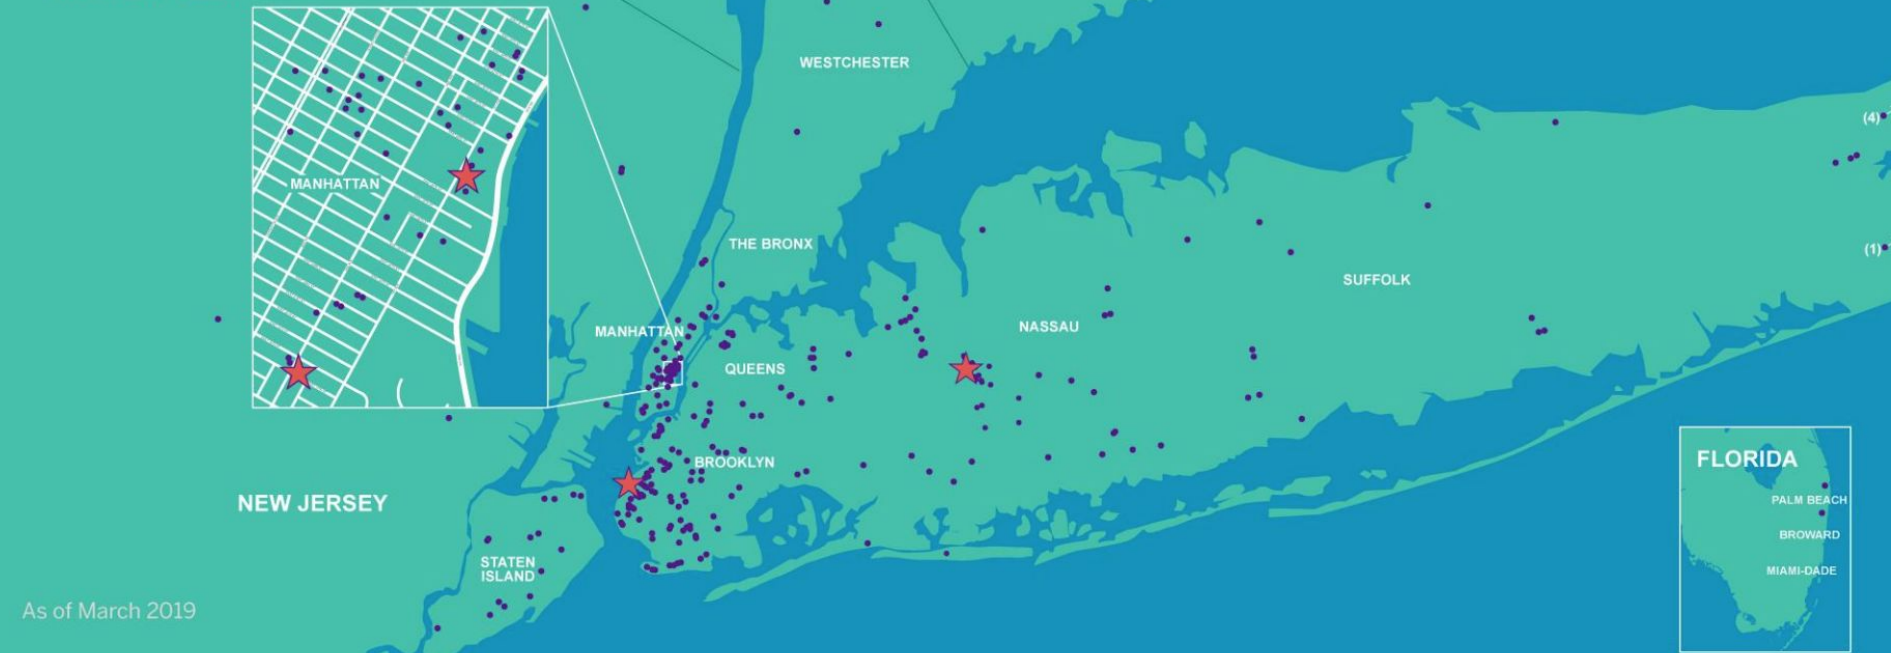 WESTCHESTER
(4)
MANHATTAN
THE BRONX
(1)
SUFFOLK
MANHATTAN
NASSAU
QUEENS
BROOKLYN
FLORIDA
NEW JERSEY
PALM BEACH
BROWARD
STATEN
ISLAND
MIAMI-DADE
As of March 2019